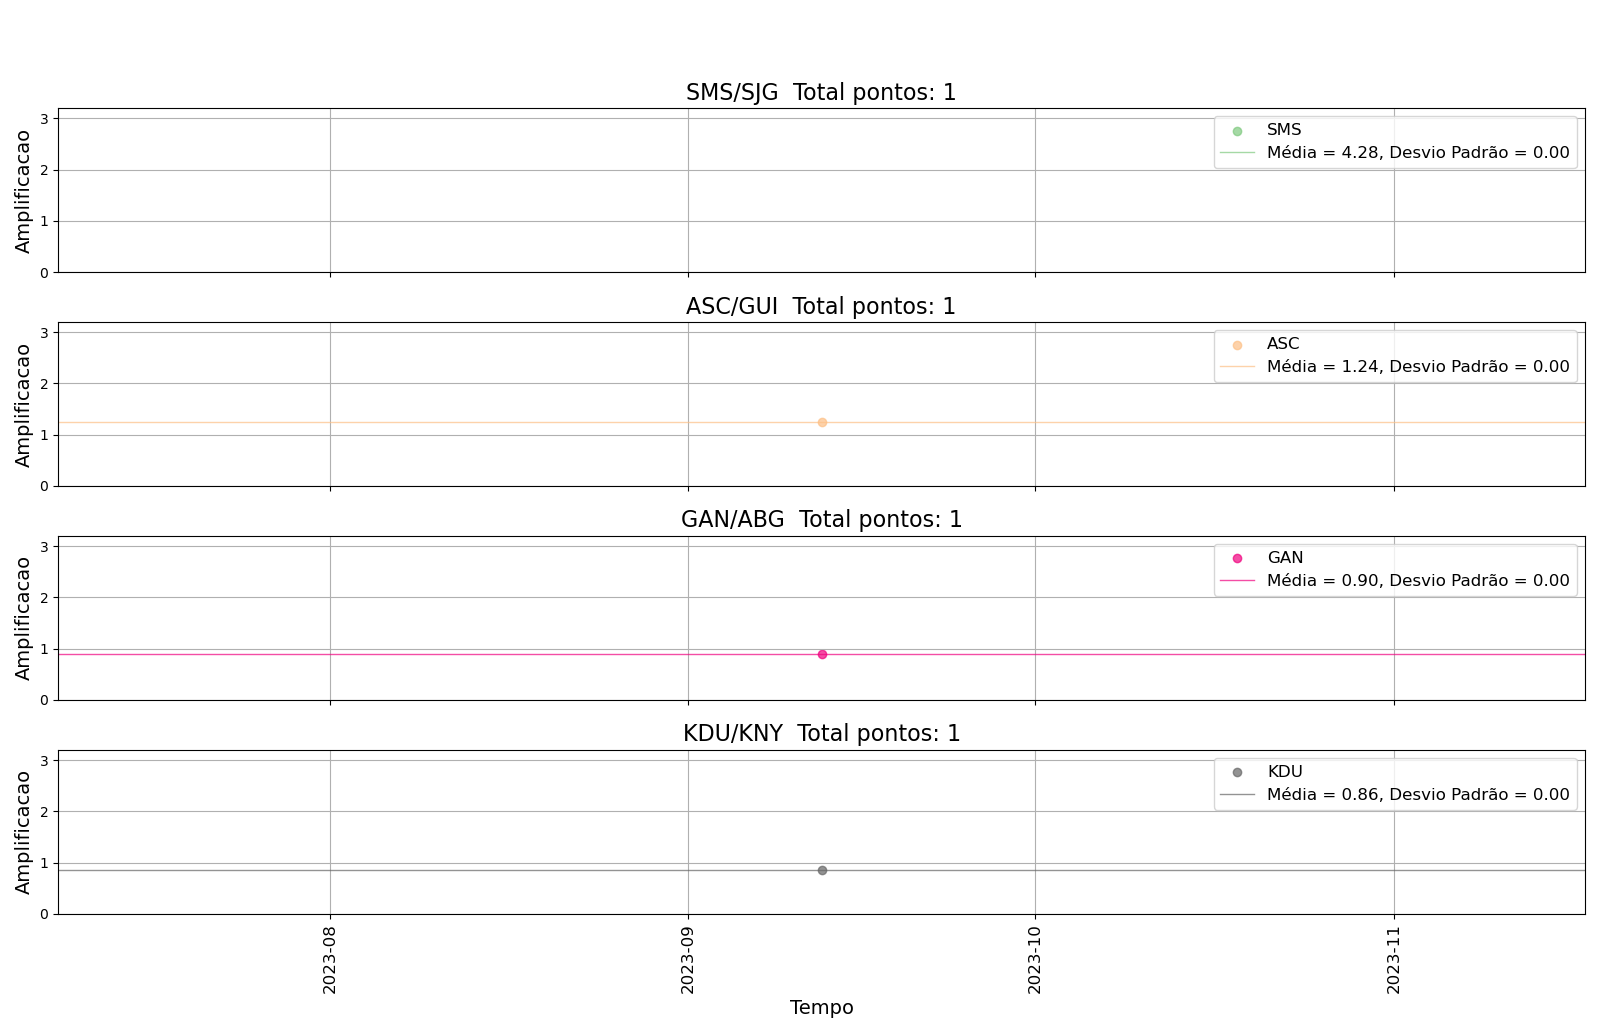 SMS/SJG  Total pontos: 1
Amplificacao
3
2
1
0
SMS
Média = 4.28, Desvio Padrão = 0.00
ASC/GUI  Total pontos: 1
Amplificacao
3
2
1
0
ASC
Média = 1.24, Desvio Padrão = 0.00
GAN/ABG  Total pontos: 1
Amplificacao
3
2
1
0
GAN
Média = 0.90, Desvio Padrão = 0.00
KDU/KNY  Total pontos: 1
Amplificacao
3
2
1
0
KDU
Média = 0.86, Desvio Padrão = 0.00
2023-08
2023-09
2023-10
2023-11
Tempo